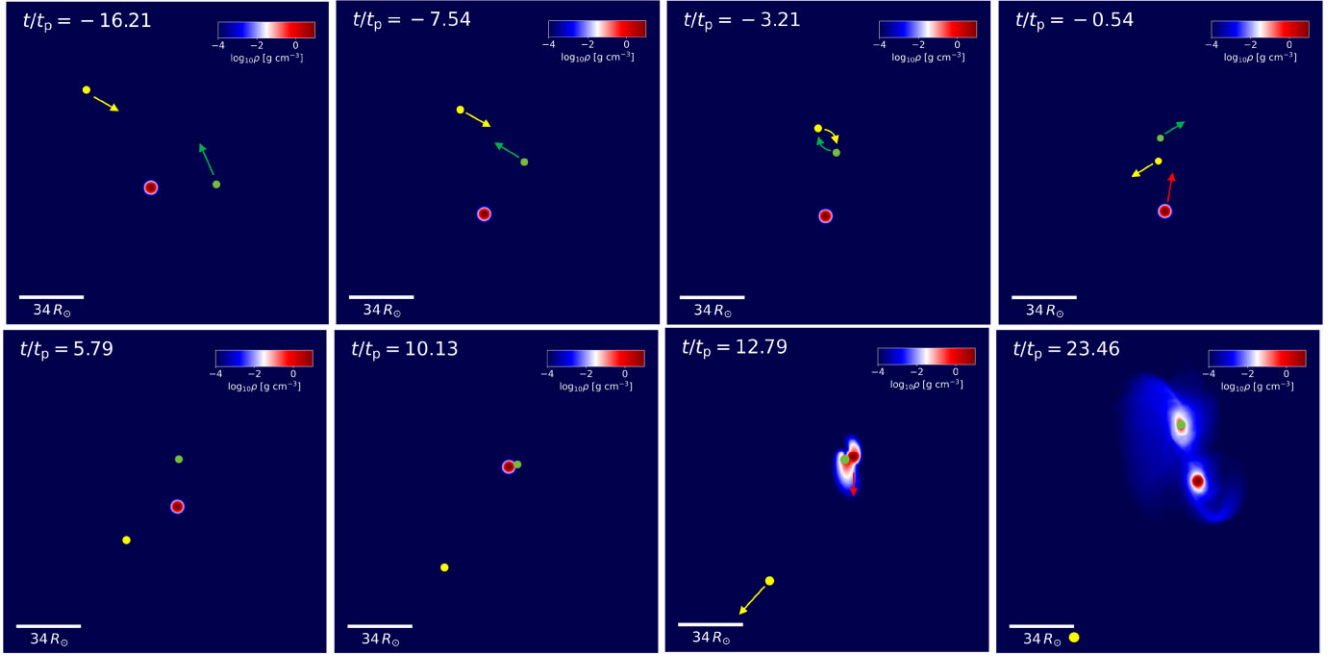 t/tp = − 16.21
−4 −2 0
log10ρ [g cm−3]
34 R⊙
t/tp = − 7.54
−4 −2 0
log10ρ [g cm−3]
34 R⊙
t/tp = − 3.21
−4 −2 0
log10ρ [g cm−3]
34 R⊙
t/tp = − 0.54
−4 −2 0
log10ρ [g cm−3]
34 R⊙
t/tp = 5.79
−4 −2 0
log10ρ [g cm−3]
34 R⊙
t/tp = 10.13
−4 −2 0
log10ρ [g cm−3]
34 R⊙
t/tp = 12.79
−4 −2 0
log10ρ [g cm−3]
34 R⊙
t/tp = 23.46
−4 −2 0
log10ρ [g cm−3]
34 R⊙